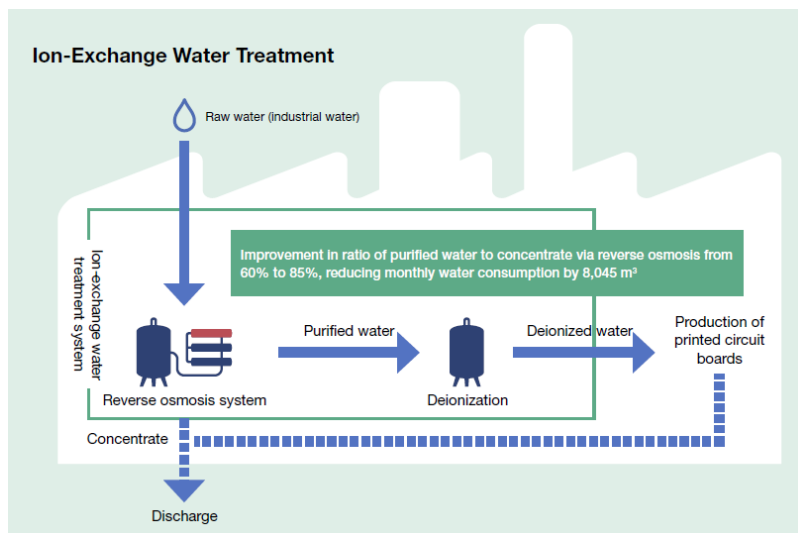 Ion-Exchange Water Treatment
Raw water (industrial water)
Ion-exchange water
treatment system
Improvement in ratio of purified water to concentrate via reverse osmosis from
60% to 85%, reducing monthly water consumption by 8,045 m³
Purified water
Deionized water
Production of
printed circuit
boards
Reverse osmosis system
Deionization
Concentrate
Discharge